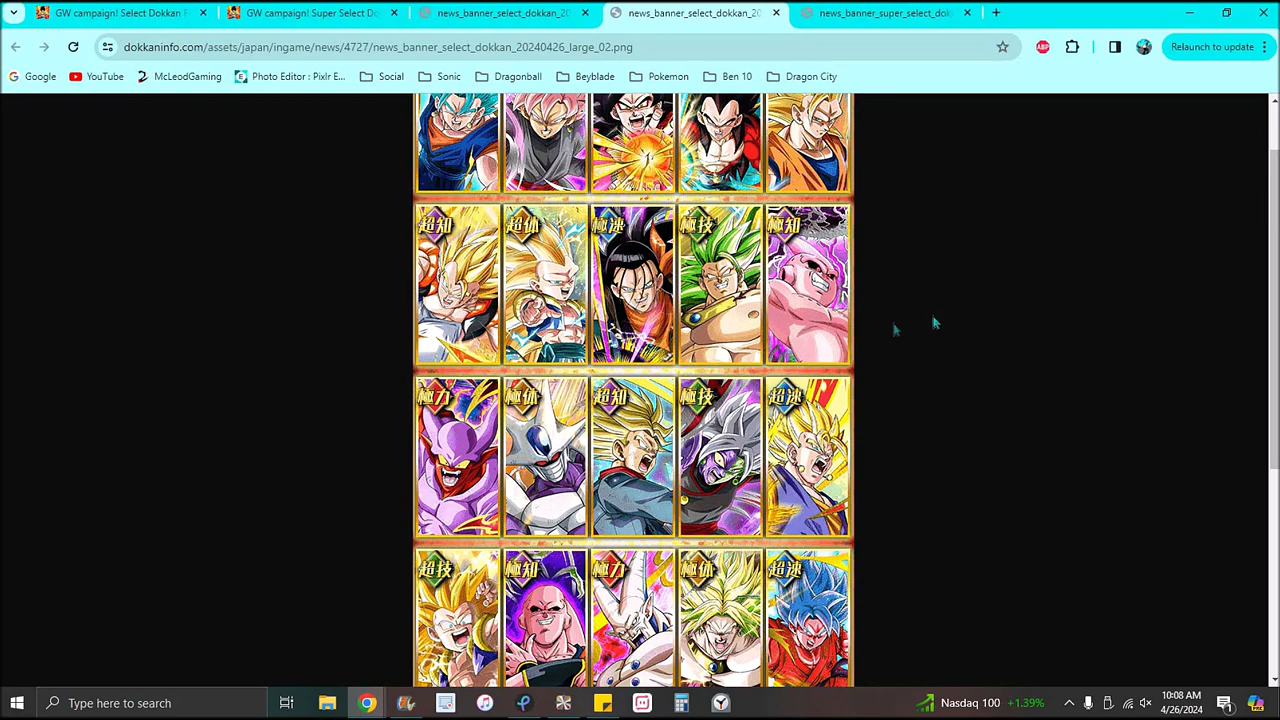 GW campaign! Select Dokkan F
GW campaign! Super Select Do
news_banner_select_dokkan_20
news_banner_select_dokkan_20
news_banner_super_select_dok
dokkaninfo.com/assets/japan/ingame/news/4727/news_banner_select_dokkan_20240426_large_02.png
ABP
Relaunch to update
Google
YouTube
McLeodGaming
Photo Editor : Pixlr E...
Social
Sonic
Dragonball
Beyblade
Pokemon
Ben 10
Dragon City
超知 超体 極速 極技 極知
極力 極体 超知 極技 超速
超技 極知 極力 極体 超速
Type here to search
Nasdaq 100 +1.39%
10:08 AM
4/26/2024